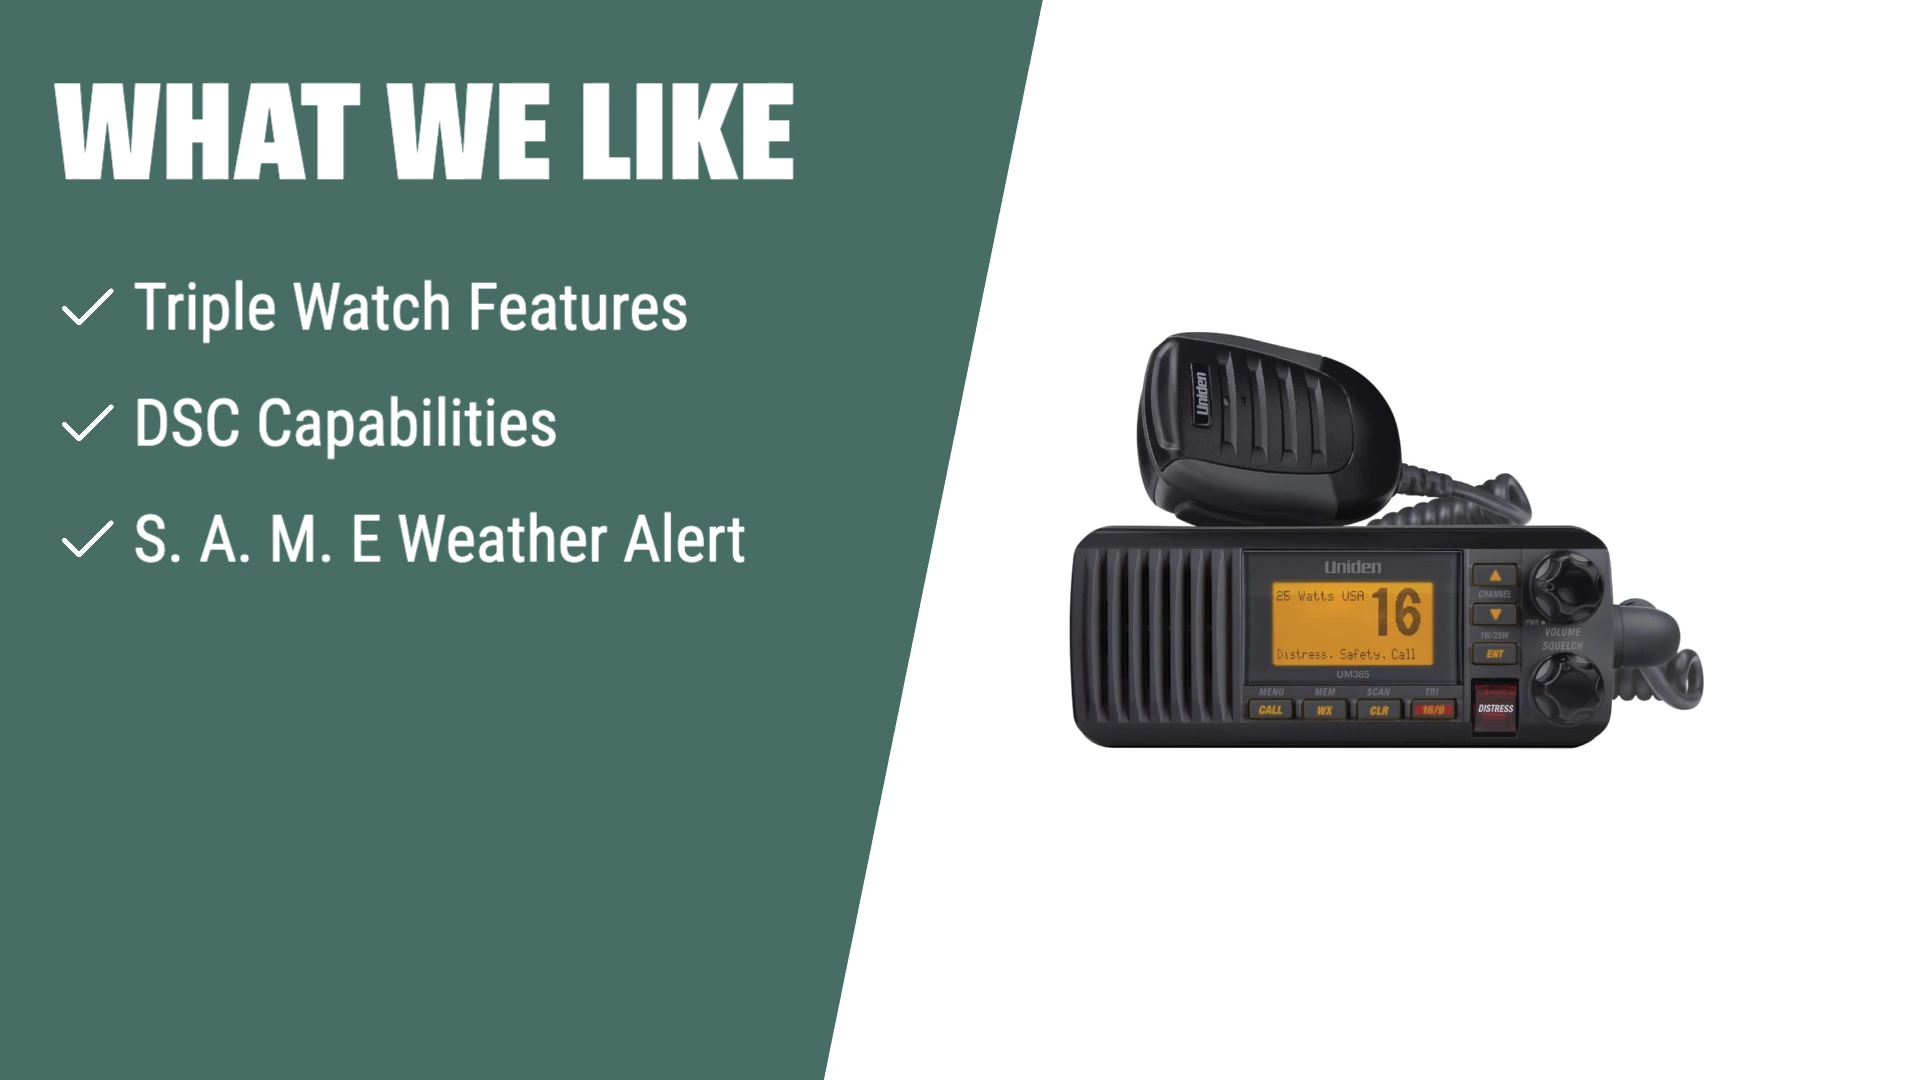 WHAT WE LIKE
Triple Watch Features
DSC Capabilities
S. A. M. E Weather Alert
Uniden
Uniden
25 Watts USA 16
Distress, Safety, Call
UM385
CHANNEL
1W/25W
ENT
PWR
VOLUME
SQUELCH
MENU MEM SCAN TRI
CALL WX CLR 16/9
DISTRESS